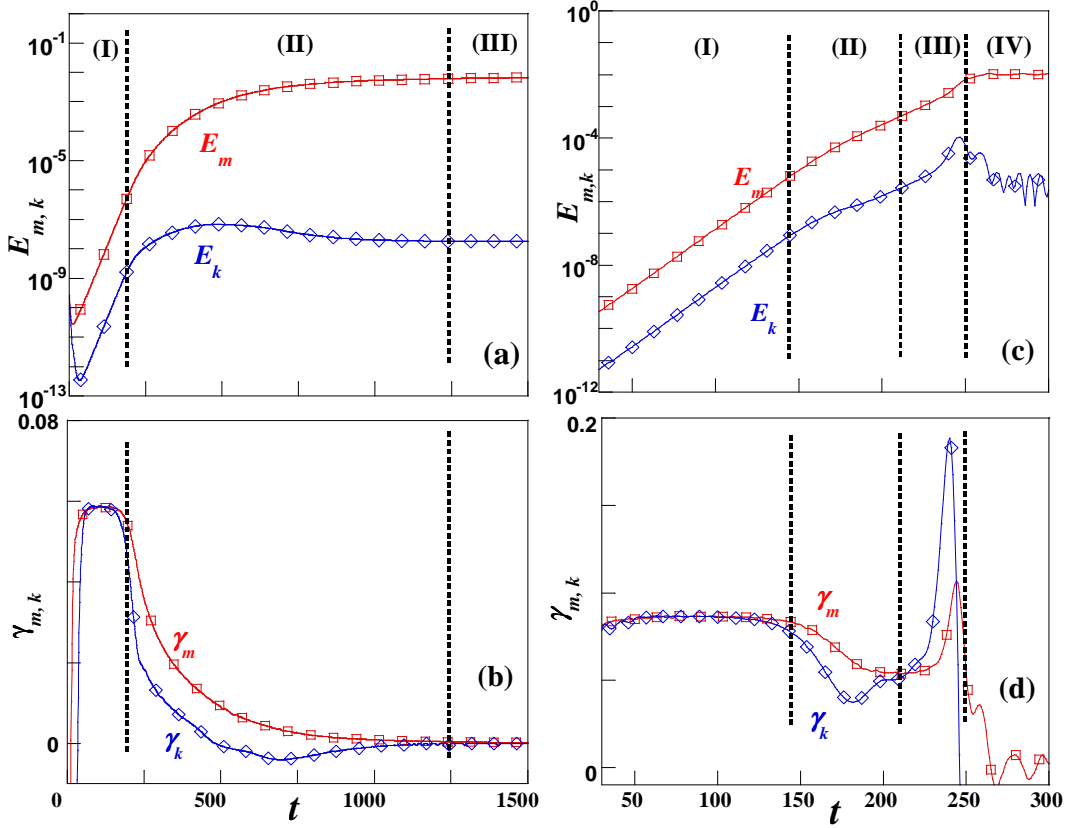 (I) (II) (III)
10^-1
10^-5
10^-9
10^-13
E_m, k
E_m
E_k
(a)
10^0
10^-4
10^-8
10^-12
E_m,k
(I) (II) (III) (IV)
E_m
E_k
(c)
0.08
0
γ_m, k
γ_m
γ_k
(b)
0 500 1000 1500
t
0.2
0
γ_m, k
γ_m
γ_k
(d)
50 100 150 200 250 300
t